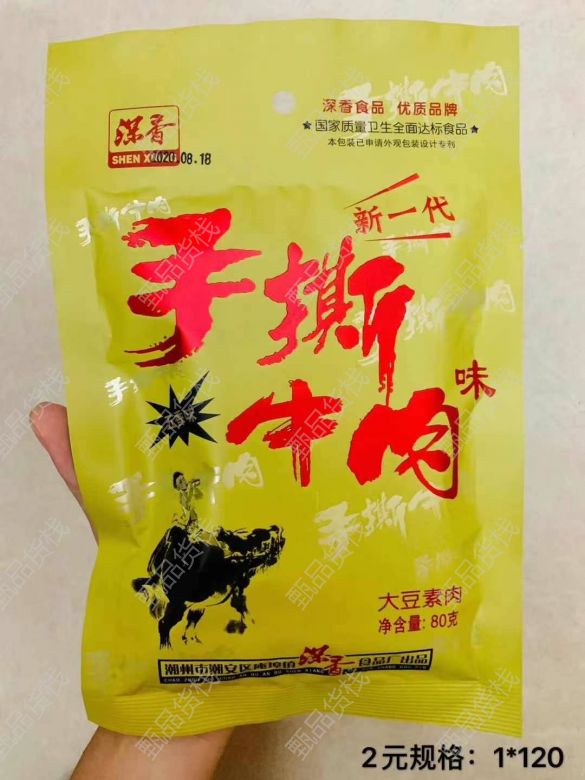 深香
SHEN X
2020.08.18
深香食品 优质品牌
★国家质量卫生全面达标食品★
本包装已申请外观包装设计专利
新一代
手撕
牛肉
味
大豆素肉
净含量: 80克
潮州市潮安区庵埠镇深香食品厂出品
2元规格：1*120
甄品货栈